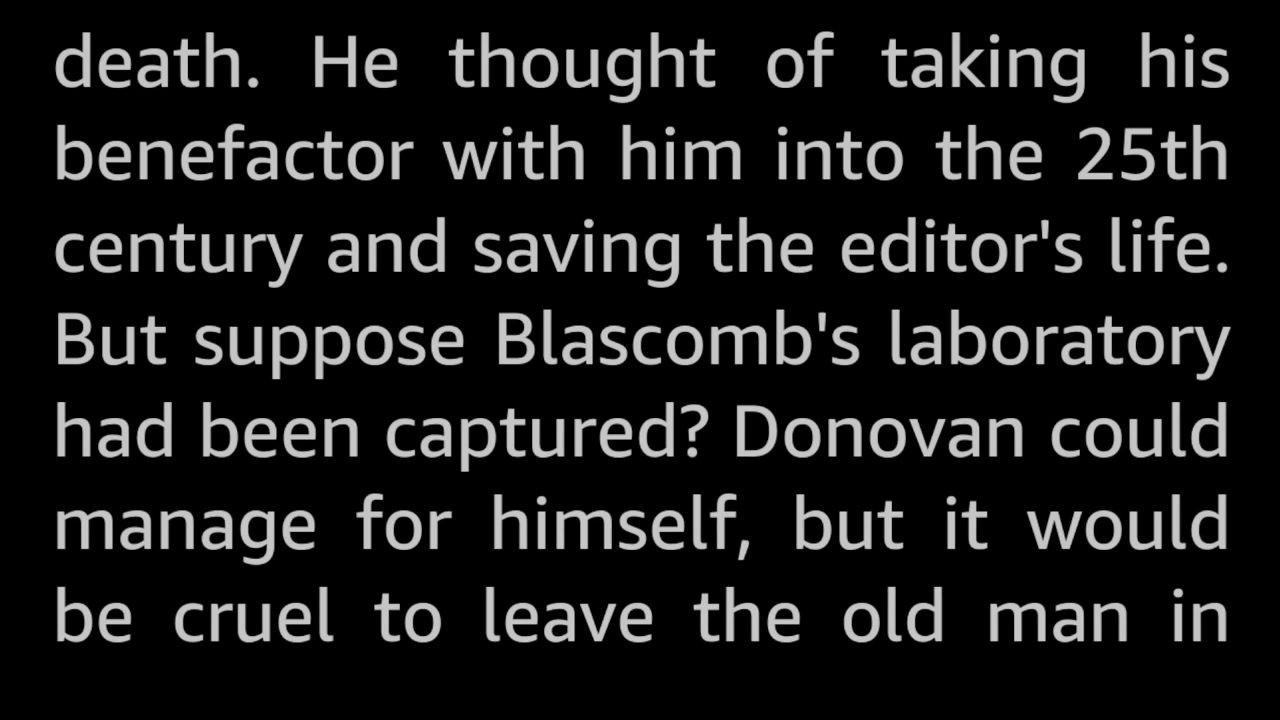 death. He thought of taking his
benefactor with him into the 25th
century and saving the editor's life.
But suppose Blascomb's laboratory
had been captured? Donovan could
manage for himself, but it would
be cruel to leave the old man in